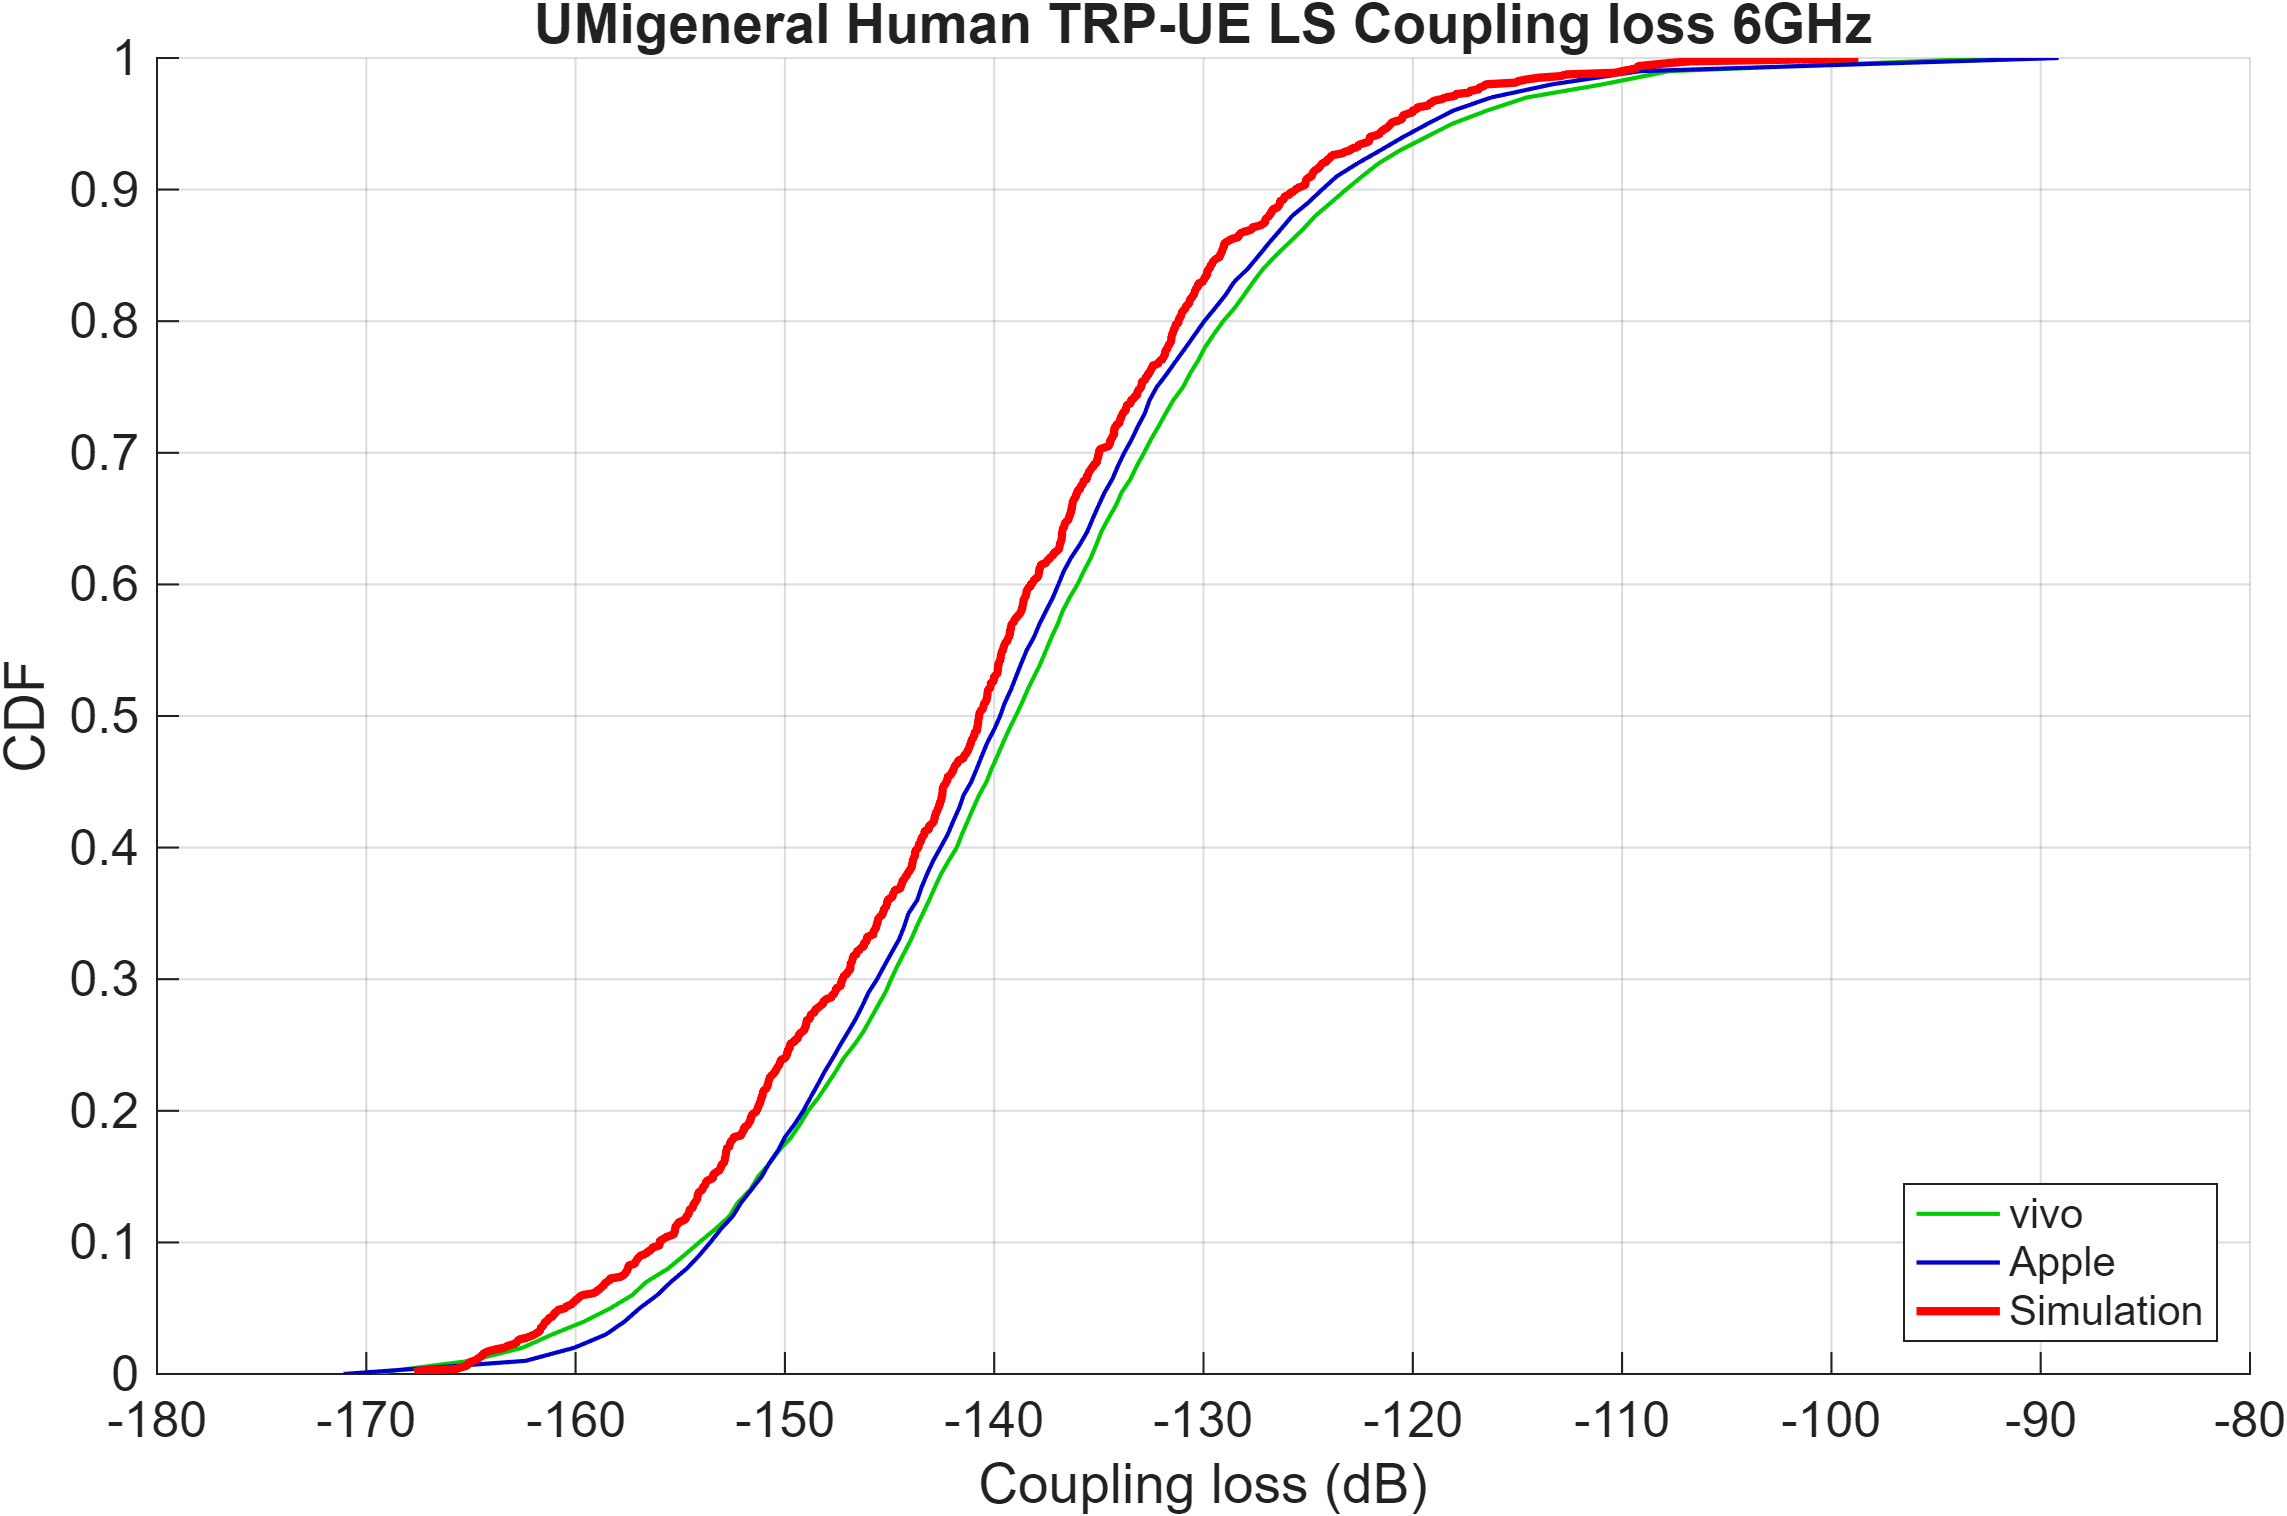 UMigeneral Human TRP-UE LS Coupling loss 6GHz
1
0.9
0.8
0.7
0.6
0.5
0.4
0.3
0.2
0.1
0
CDF
-180 -170 -160 -150 -140 -130 -120 -110 -100 -90 -80
Coupling loss (dB)
vivo
Apple
Simulation